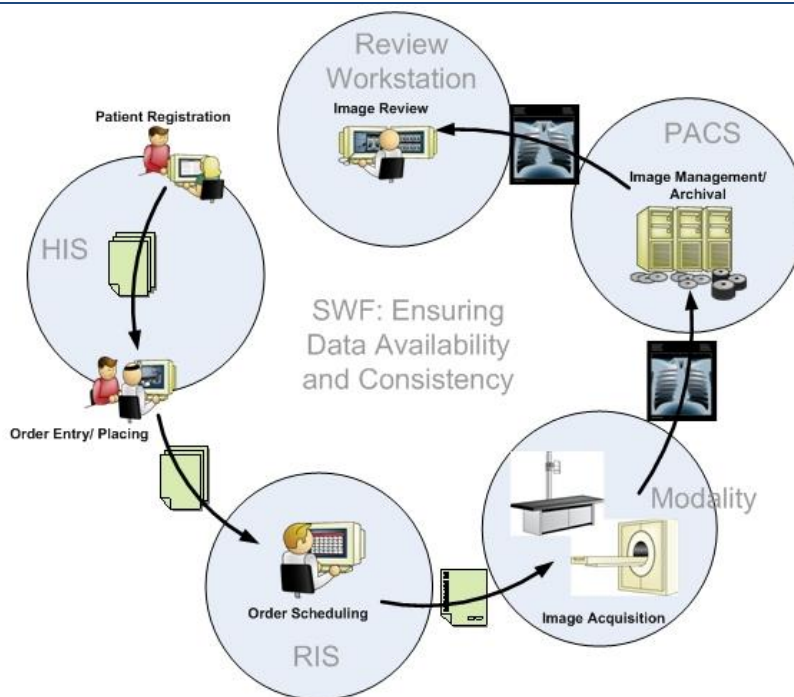 Review
Workstation
Image Review
Patient Registration
HIS
PACS
Image Management/
Archival
SWF: Ensuring
Data Availability
and Consistency
Order Entry/ Placing
Modality
Image Acquisition
Order Scheduling
RIS